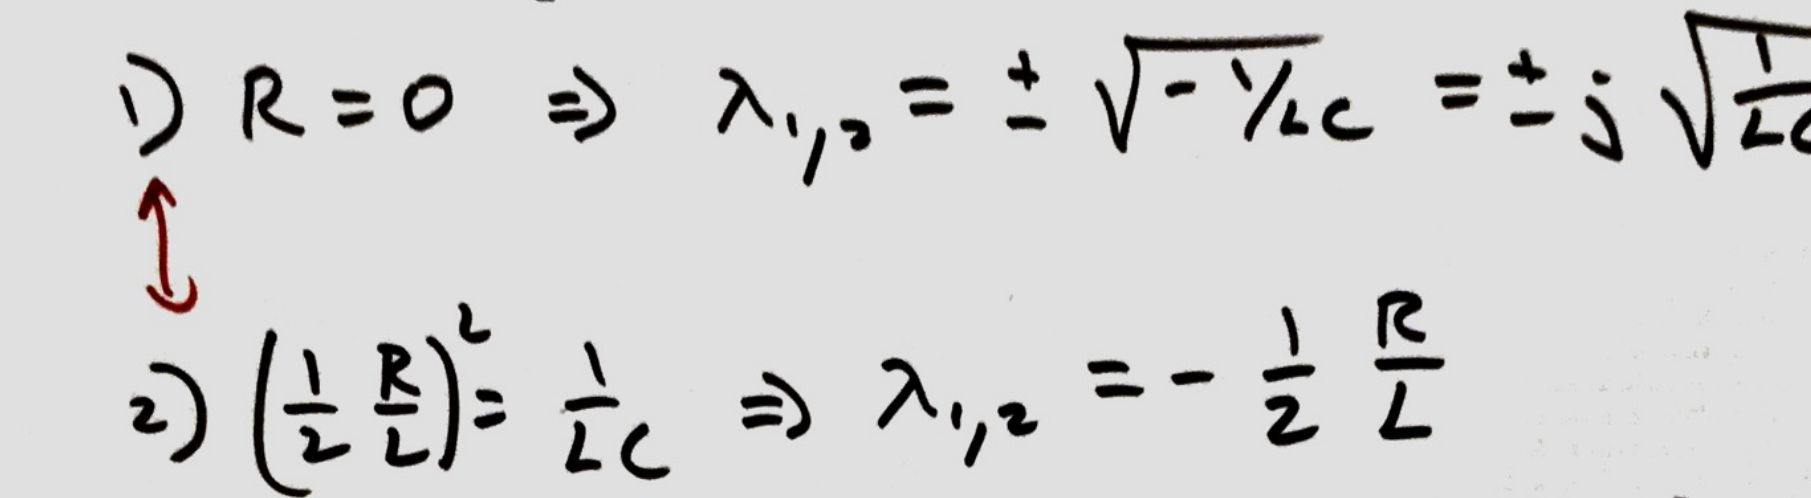 1) R = 0 ⇒ λ₁,₂ = ± √(-1/LC) = ± j √(1/LC)
2) (1/2 R/L)² = 1/LC ⇒ λ₁,₂ = - 1/2 R/L